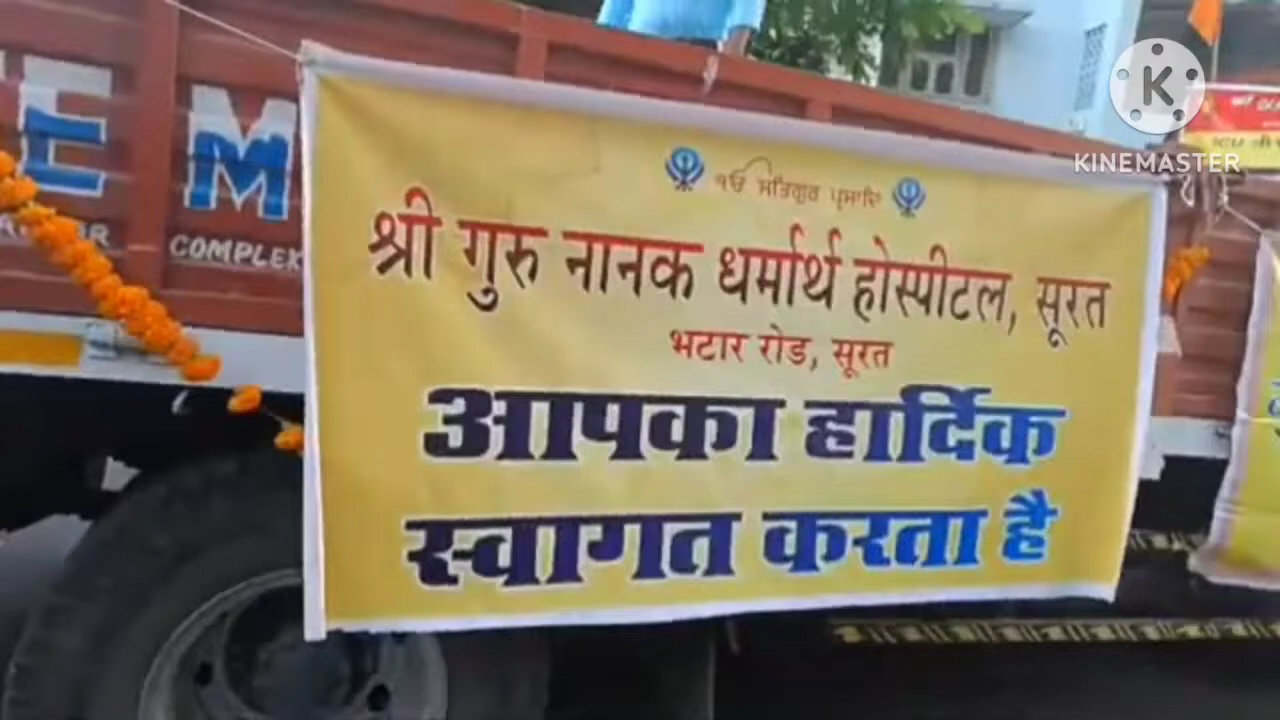 ੴ ਸਤਿਗੁਰ ਪ੍ਰਸਾਦਿ
श्री गुरु नानक धर्मार्थ होस्पीटल, सूरत
भटार रोड, सूरत
आपका हार्दिक
स्वागत करता है
E M
COMPLEX
K
KINEMASTER